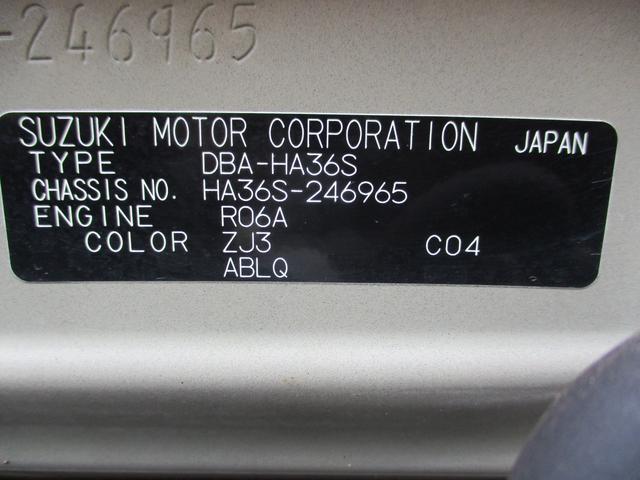 -246965
SUZUKI MOTOR CORPORATION JAPAN
TYPE DBA-HA36S
CHASSIS NO. HA36S-246965
ENGINE R06A
COLOR ZJ3 C04
ABLQ